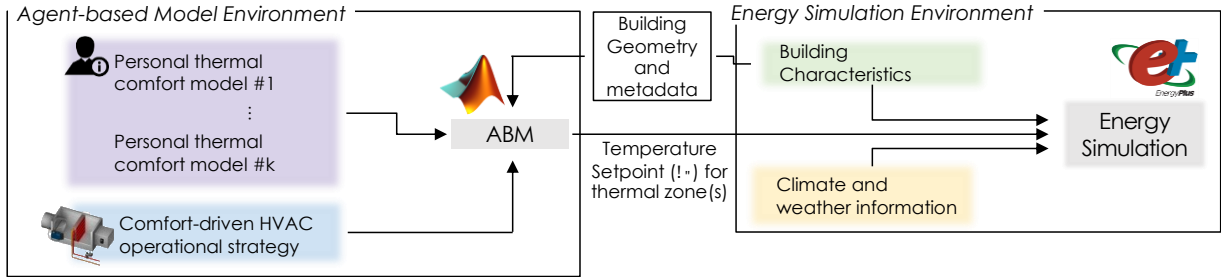 Agent-based Model Environment
Personal thermal
comfort model #1
⋮
Personal thermal
comfort model #k
Comfort-driven HVAC
operational strategy
ABM
Building
Geometry
and
metadata
Temperature
Setpoint (!") for
thermal zone(s)
Energy Simulation Environment
Building
Characteristics
Climate and
weather information
e+
EnergyPlus
Energy
Simulation